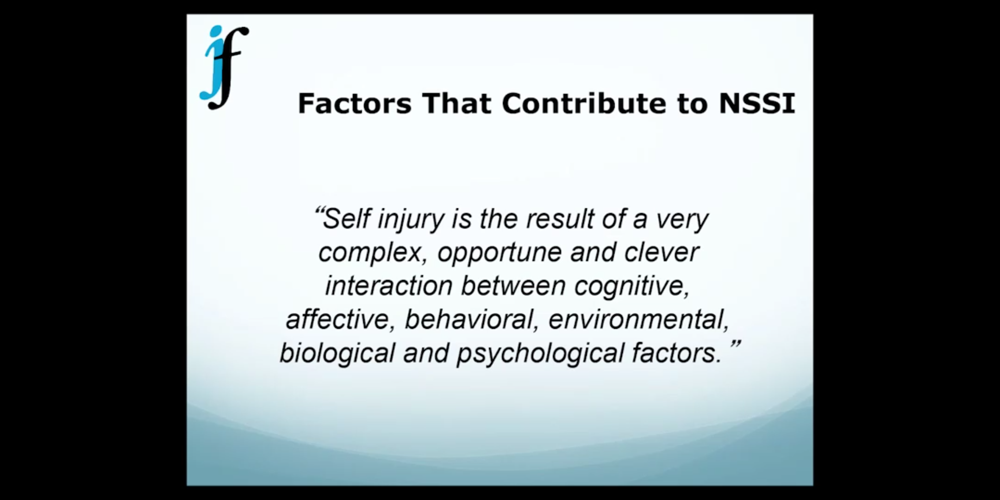 jf
Factors That Contribute to NSSI
“Self injury is the result of a very
complex, opportune and clever
interaction between cognitive,
affective, behavioral, environmental,
biological and psychological factors.”